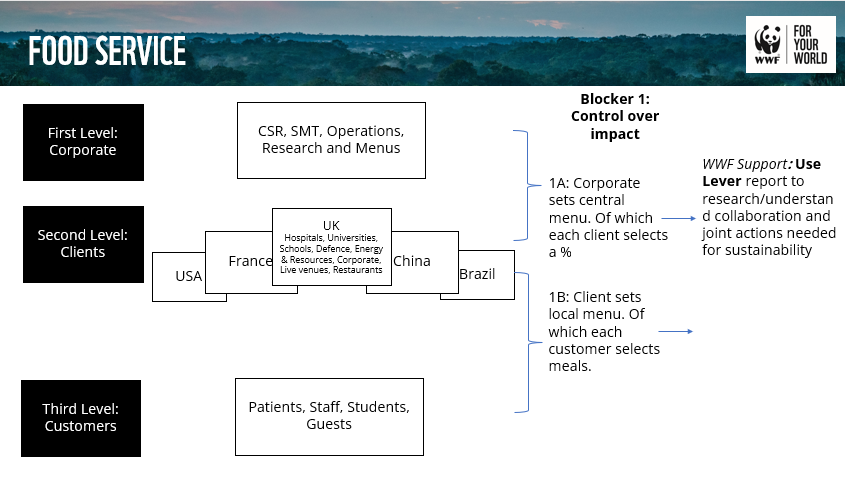 FOOD SERVICE
WWF
FOR
YOUR
WORLD
First Level:
Corporate
CSR, SMT, Operations,
Research and Menus
Blocker 1:
Control over
impact
1A: Corporate
sets central
menu. Of which
each client selects
a %
WWF Support: Use
Lever report to
research/understan
d collaboration and
joint actions needed
for sustainability
Second Level:
Clients
USA
France
UK
Hospitals, Universities,
Schools, Defence, Energy
& Resources, Corporate,
Live venues, Restaurants
China
Brazil
1B: Client sets
local menu. Of
which each
customer selects
meals.
Third Level:
Customers
Patients, Staff, Students,
Guests